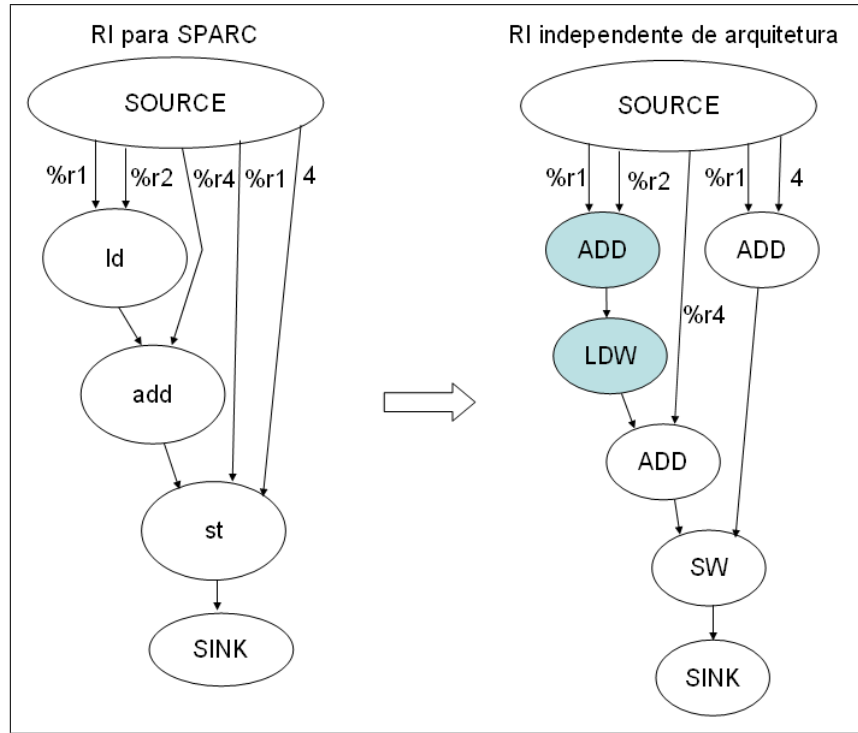 RI para SPARC
SOURCE
%r1 %r2 %r4 %r1 4
ld
add
st
SINK
RI independente de arquitetura
SOURCE
%r1 %r2 %r1 4
ADD ADD
%r4
LDW
ADD
SW
SINK